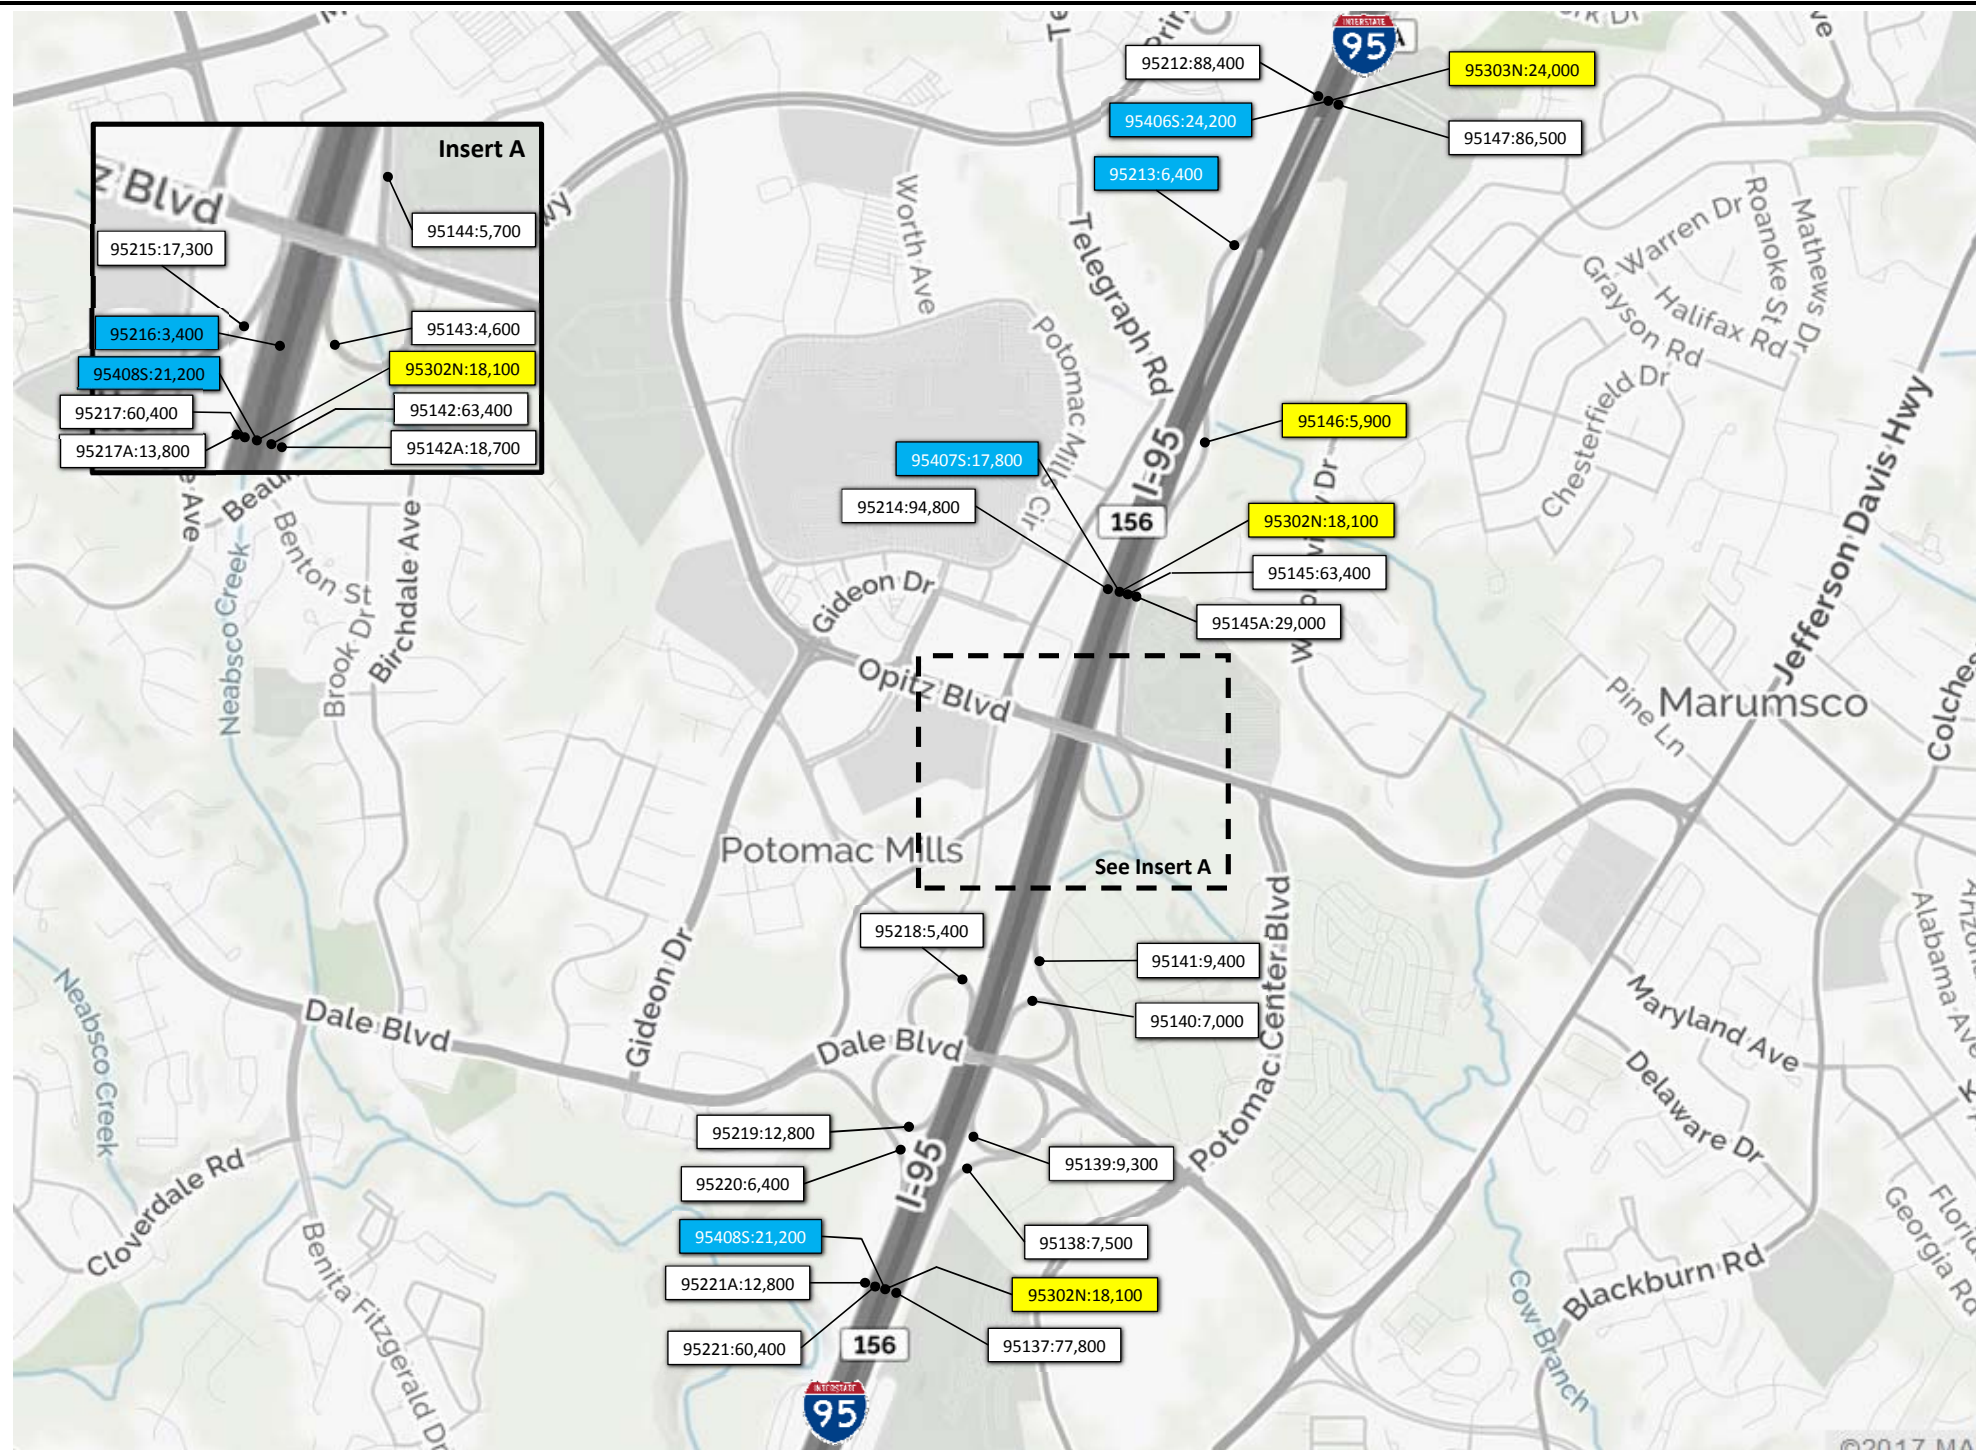 INTERSTATE
95
A
95212:88,400
95303N:24,000
95406S:24,200
95147:86,500
95213:6,400
Insert A
z Blvd
95144:5,700
95215:17,300
95216:3,400
95143:4,600
95408S:21,200
95302N:18,100
95217:60,400
95142:63,400
95217A:13,800
95142A:18,700
Worth Ave
Telegraph Rd
Potomac Mills Cir
Warren Dr
Roanoke St
Mathews Dr
Grayson Rd
Halifax Rd
Chesterfield Dr
Jefferson Davis Hwy
I-95
95146:5,900
95407S:17,800
95214:94,800
156
95302N:18,100
95145:63,400
95145A:29,000
e Ave
Neabsco Creek
Benton St
Brook Dr
Birchdale Ave
Gideon Dr
Opitz Blvd
Pine Ln
Marumsco
Potomac Mills
See Insert A
95218:5,400
95141:9,400
95140:7,000
Potomac Center Blvd
Neabsco Creek
Dale Blvd
Gideon Dr
Dale Blvd
Alabama Ave
Maryland Ave
Delaware Dr
95219:12,800
95220:6,400
I-95
95139:9,300
95138:7,500
Cloverdale Rd
Benita Fitzgerald Dr
95408S:21,200
95221A:12,800
95302N:18,100
95221:60,400
156
95137:77,800
Georgia Rd
Blackburn Rd
Cow Branch
INTERSTATE
95
©2017 MA